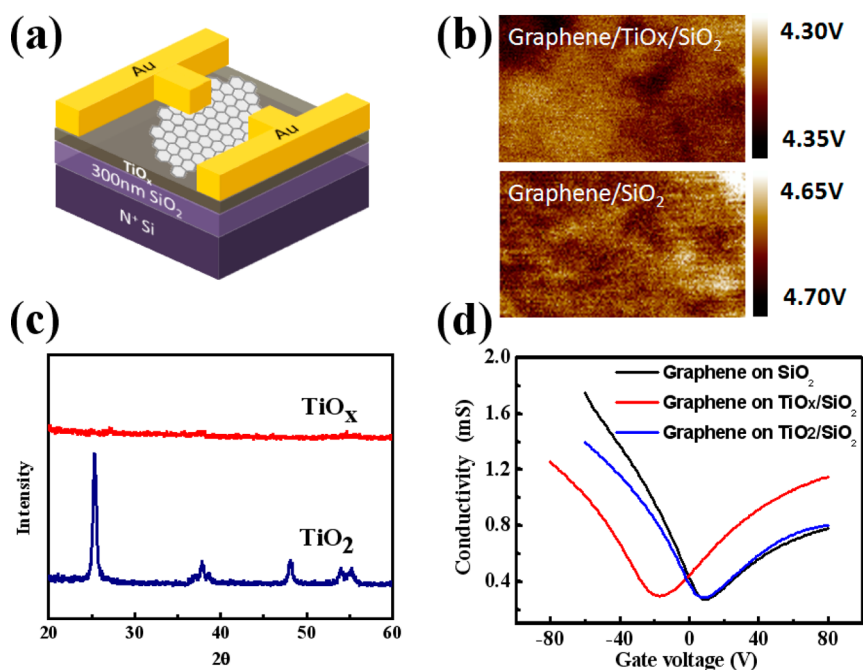 (a)
Au
Au
TiOₓ
300nm SiO₂
N⁺ Si
(b)
Graphene/TiOx/SiO₂
4.30V
4.35V
Graphene/SiO₂
4.65V
4.70V
(c)
TiOₓ
TiO₂
Intensity
20 30 40 50 60
2θ
(d)
Graphene on SiO₂
Graphene on TiOx/SiO₂
Graphene on TiO2/SiO₂
2.0
1.6
1.2
0.8
0.4
Conductivity (mS)
-80 -40 0 40 80
Gate voltage (V)